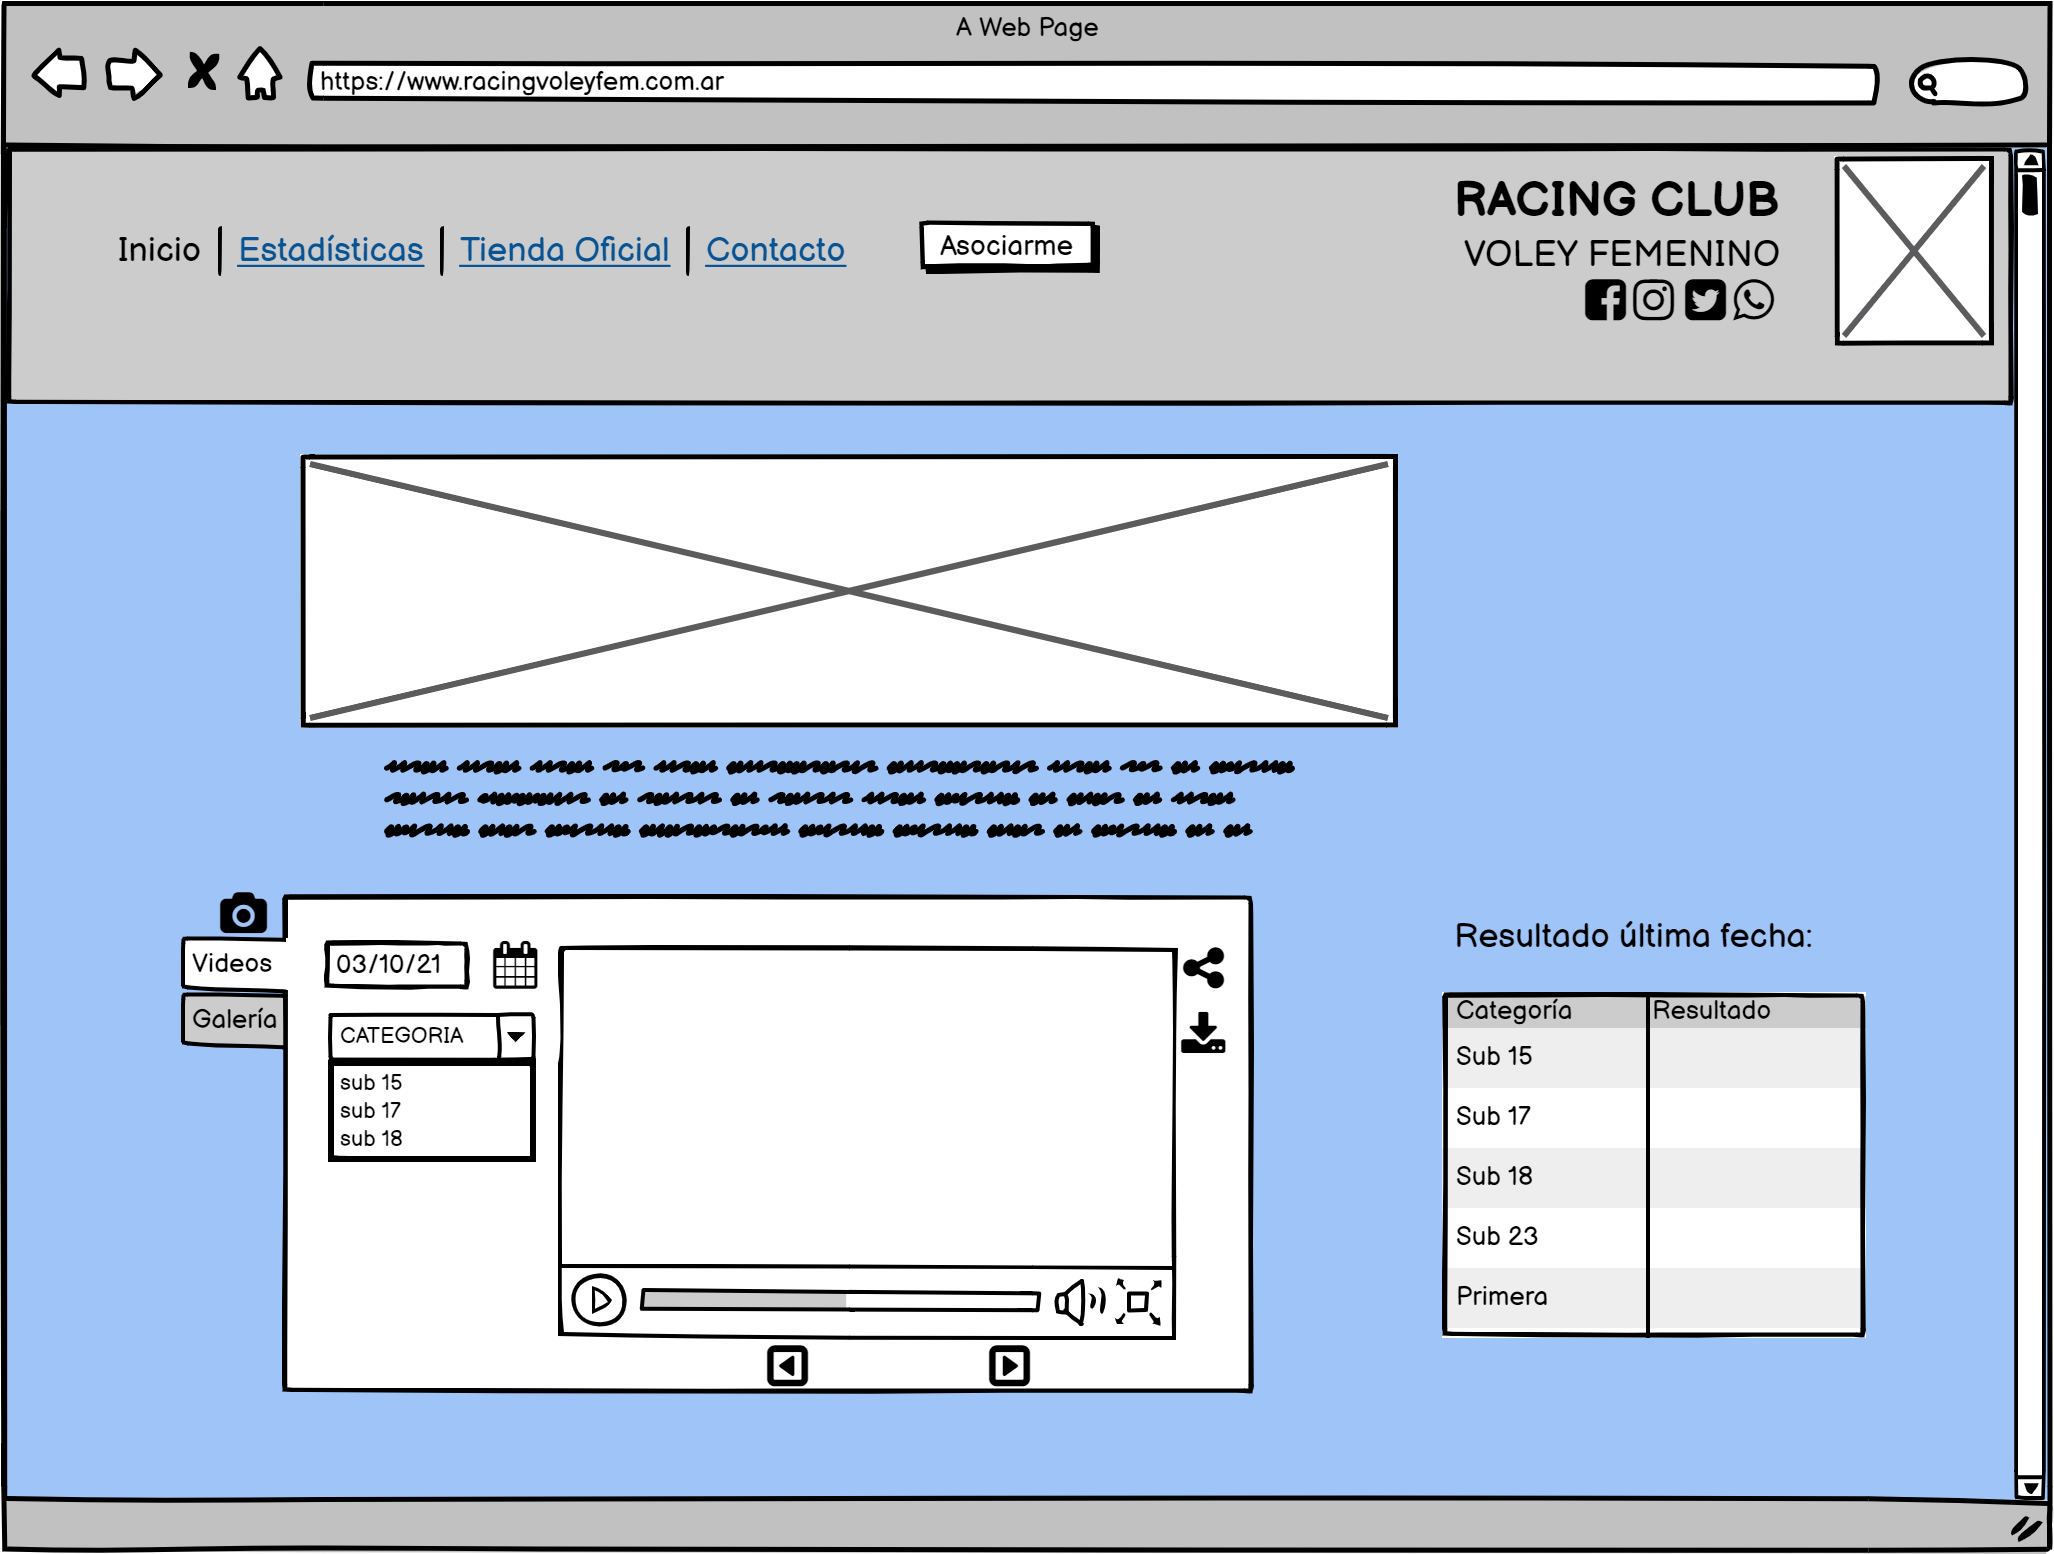 A Web Page
https://www.racingvoleyfem.com.ar
Inicio Estadísticas Tienda Oficial Contacto
Asociarme
RACING CLUB
VOLEY FEMENINO
Videos
Galería
03/10/21
CATEGORIA
sub 15
sub 17
sub 18
Resultado última fecha:
Categoría Resultado
Sub 15
Sub 17
Sub 18
Sub 23
Primera